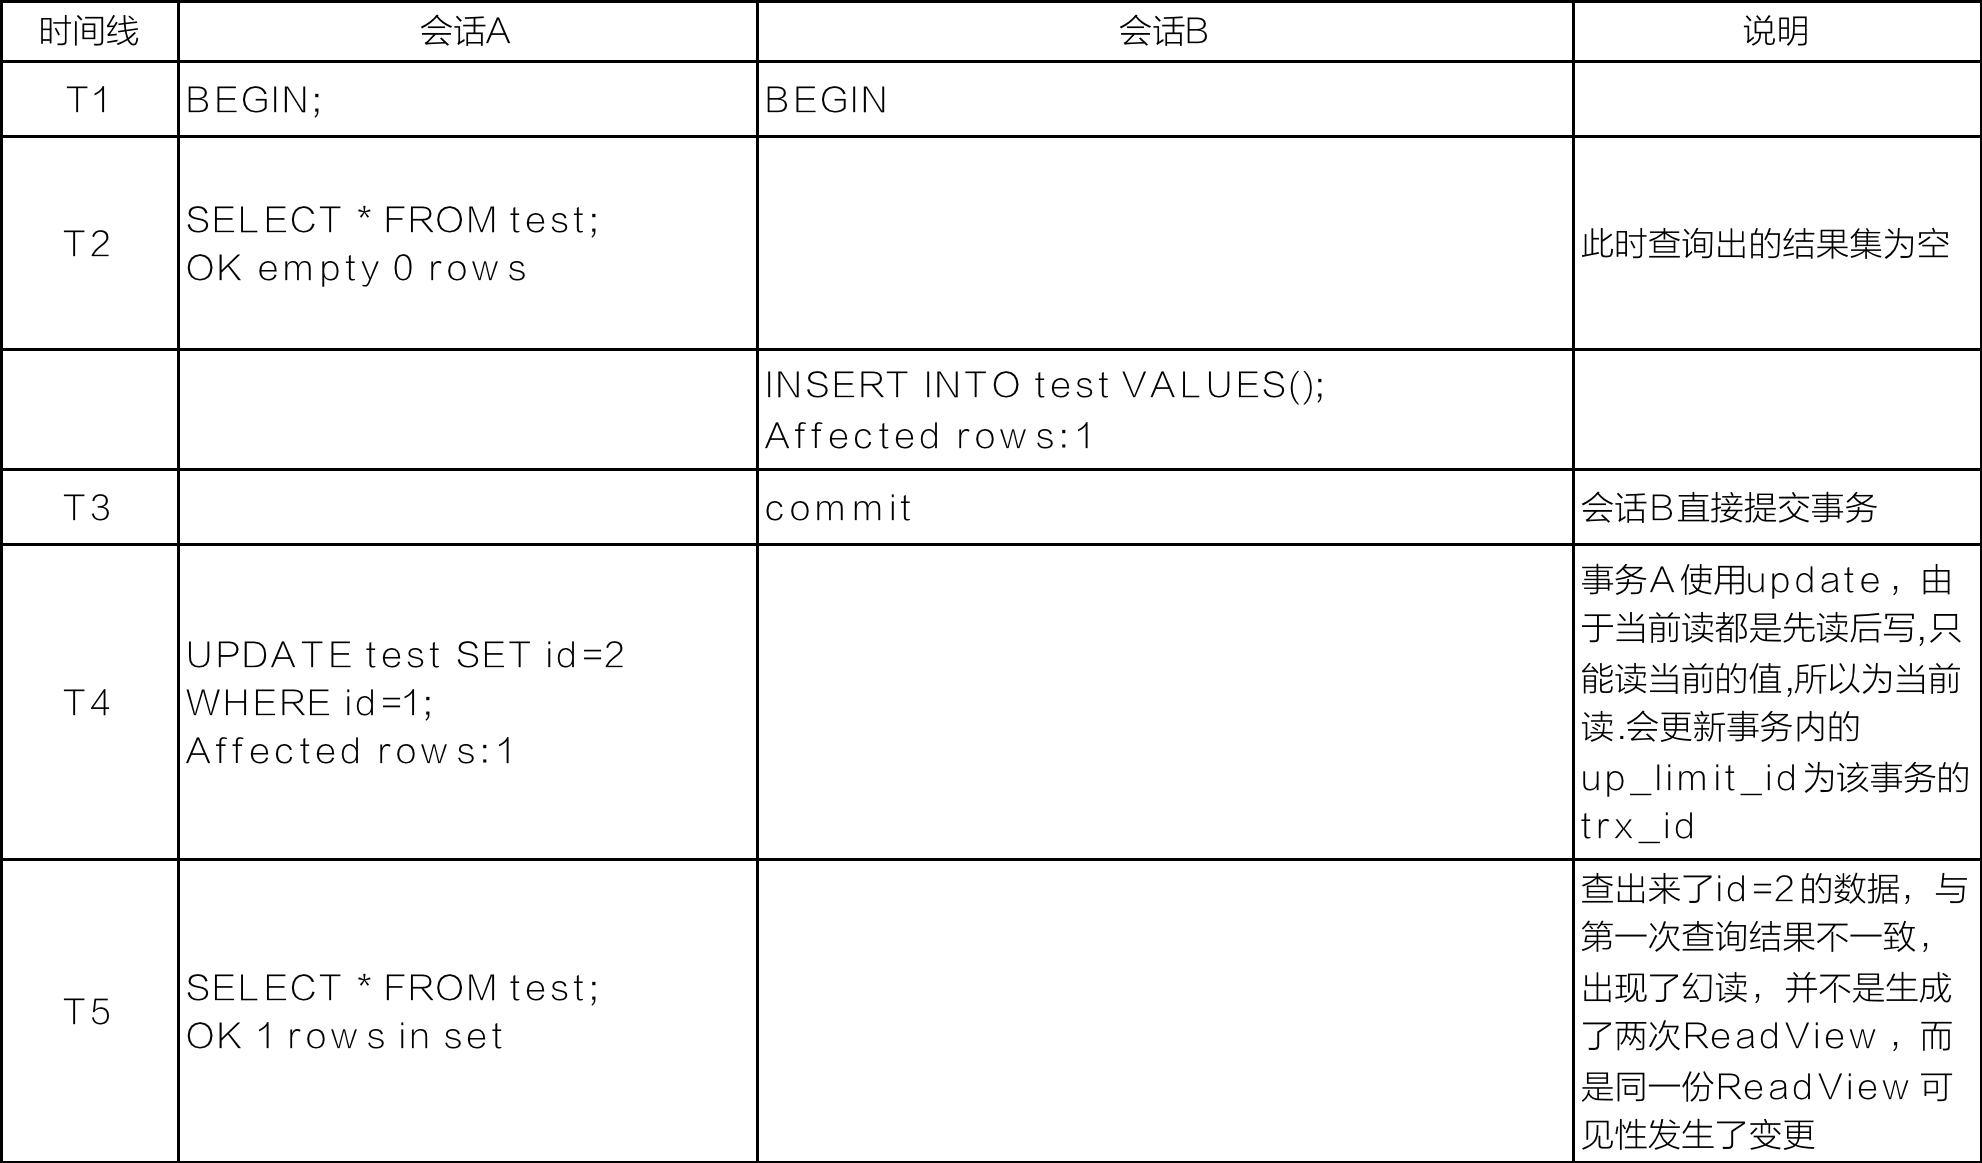 时间线 会话A 会话B 说明
T1 BEGIN; BEGIN
T2
SELECT * FROM test;
OK empty 0 rows
此时查询出的结果集为空
INSERT INTO test VALUES();
Affected rows:1
T3 commit 会话B直接提交事务
T4
UPDATE test SET id=2
WHERE id=1;
Affected rows:1
事务A使用update，由
于当前读都是先读后写,只
能读当前的值,所以为当前
读.会更新事务内的
up_limit_id为该事务的
trx_id
T5
SELECT * FROM test;
OK 1 rows in set
查出来了id=2的数据，与
第一次查询结果不一致，
出现了幻读，并不是生成
了两次ReadView，而
是同一份ReadView可
见性发生了变更